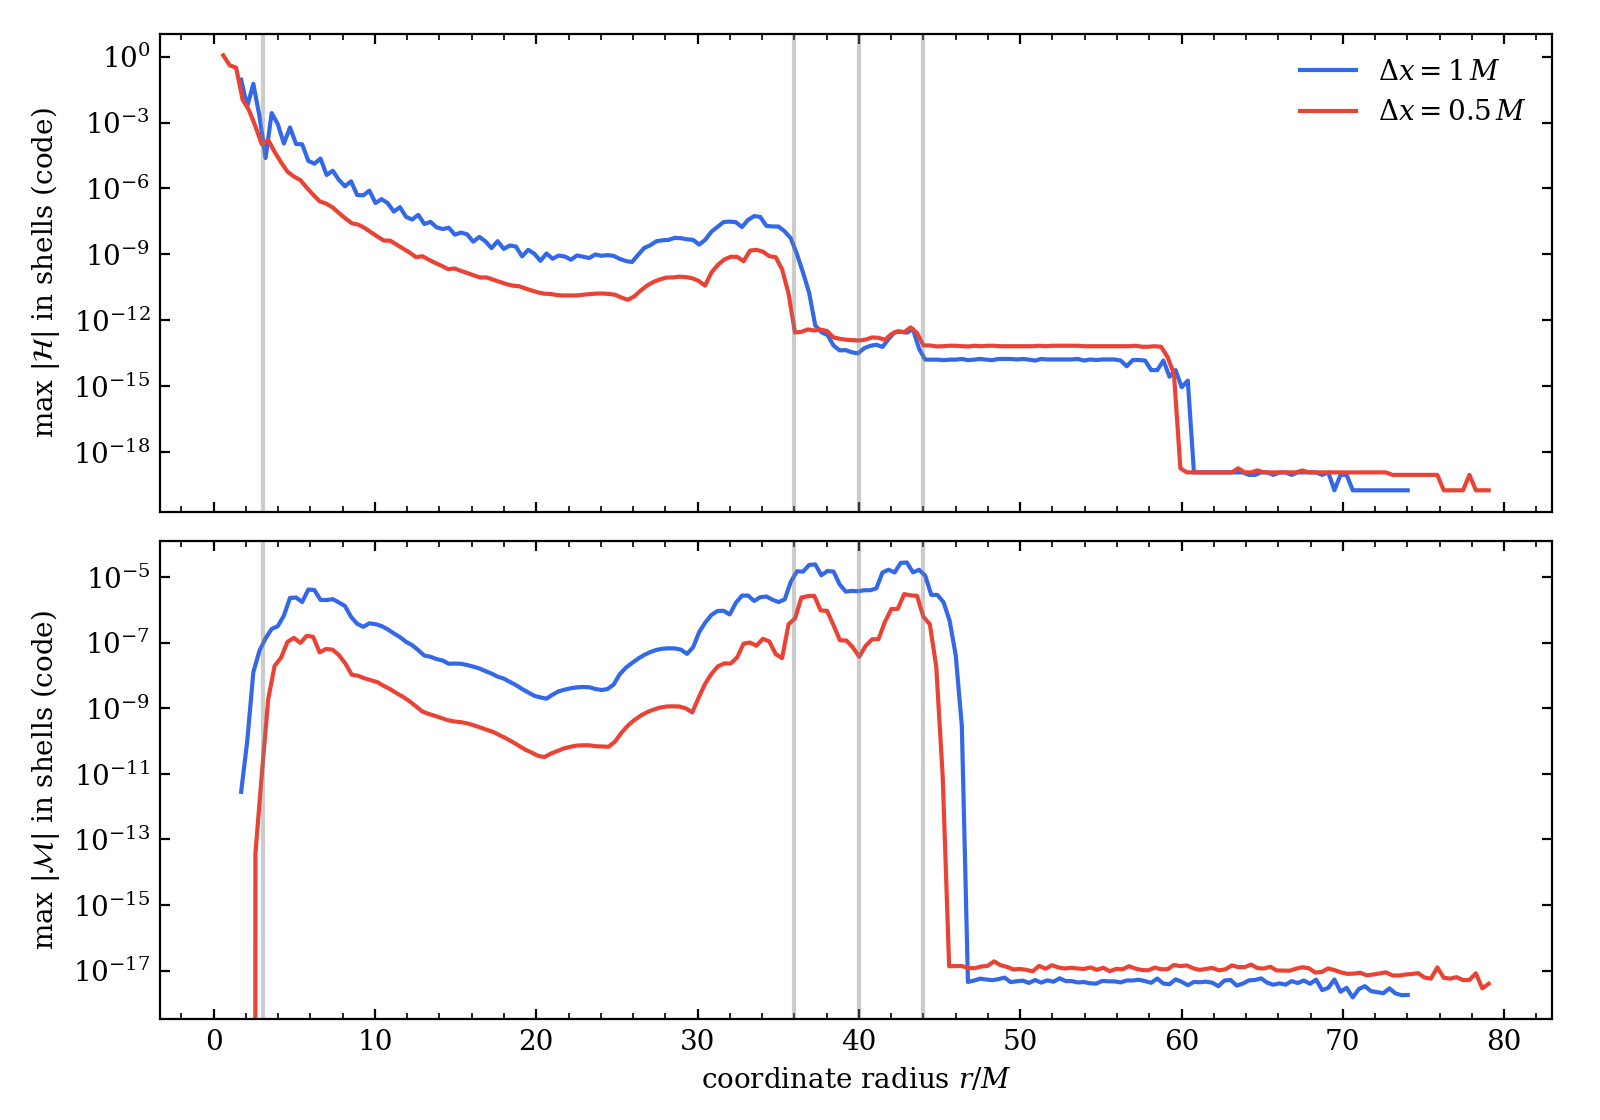 max |ℋ| in shells (code)
10⁰
10⁻³
10⁻⁶
10⁻⁹
10⁻¹²
10⁻¹⁵
10⁻¹⁸
Δx = 1 M
Δx = 0.5 M
max |ℳ| in shells (code)
10⁻⁵
10⁻⁷
10⁻⁹
10⁻¹¹
10⁻¹³
10⁻¹⁵
10⁻¹⁷
0 10 20 30 40 50 60 70 80
coordinate radius r/M